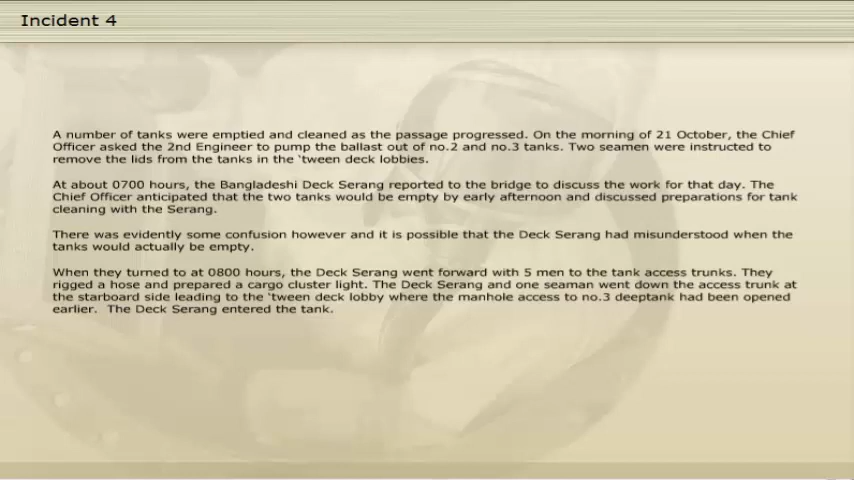 Incident 4
A number of tanks were emptied and cleaned as the passage progressed. On the morning of 21 October, the Chief
Officer asked the 2nd Engineer to pump the ballast out of no.2 and no.3 tanks. Two seamen were instructed to
remove the lids from the tanks in the 'tween deck lobbies.
At about 0700 hours, the Bangladeshi Deck Serang reported to the bridge to discuss the work for that day. The
Chief Officer anticipated that the two tanks would be empty by early afternoon and discussed preparations for tank
cleaning with the Serang.
There was evidently some confusion however and it is possible that the Deck Serang had misunderstood when the
tanks would actually be empty.
When they turned to at 0800 hours, the Deck Serang went forward with 5 men to the tank access trunks. They
rigged a hose and prepared a cargo cluster light. The Deck Serang and one seaman went down the access trunk at
the starboard side leading to the 'tween deck lobby where the manhole access to no.3 deeptank had been opened
earlier.  The Deck Serang entered the tank.